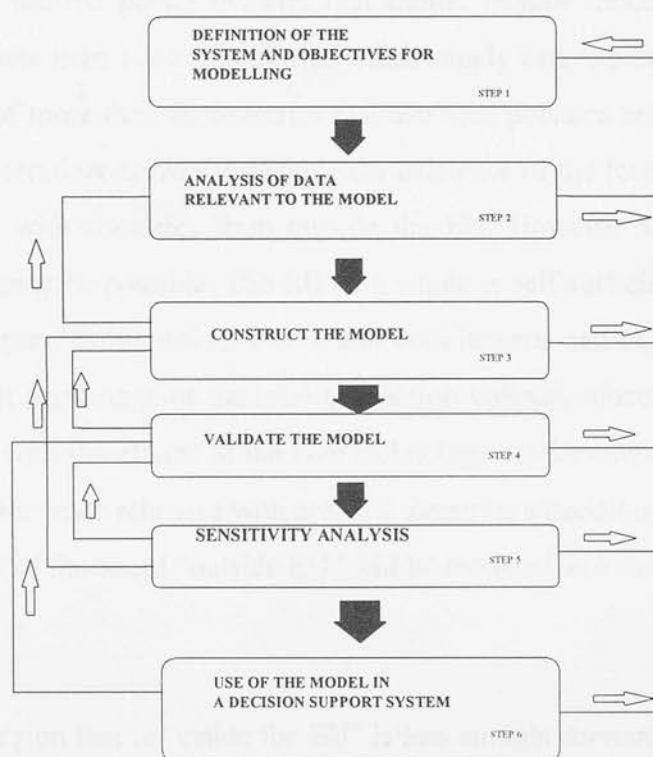 DEFINITION OF THE
SYSTEM AND OBJECTIVES FOR
MODELLING
STEP 1
ANALYSIS OF DATA
RELEVANT TO THE MODEL
STEP 2
CONSTRUCT THE MODEL
STEP 3
VALIDATE THE MODEL
STEP 4
SENSITIVITY ANALYSIS
STEP 5
USE OF THE MODEL IN
A DECISION SUPPORT SYSTEM
STEP 6